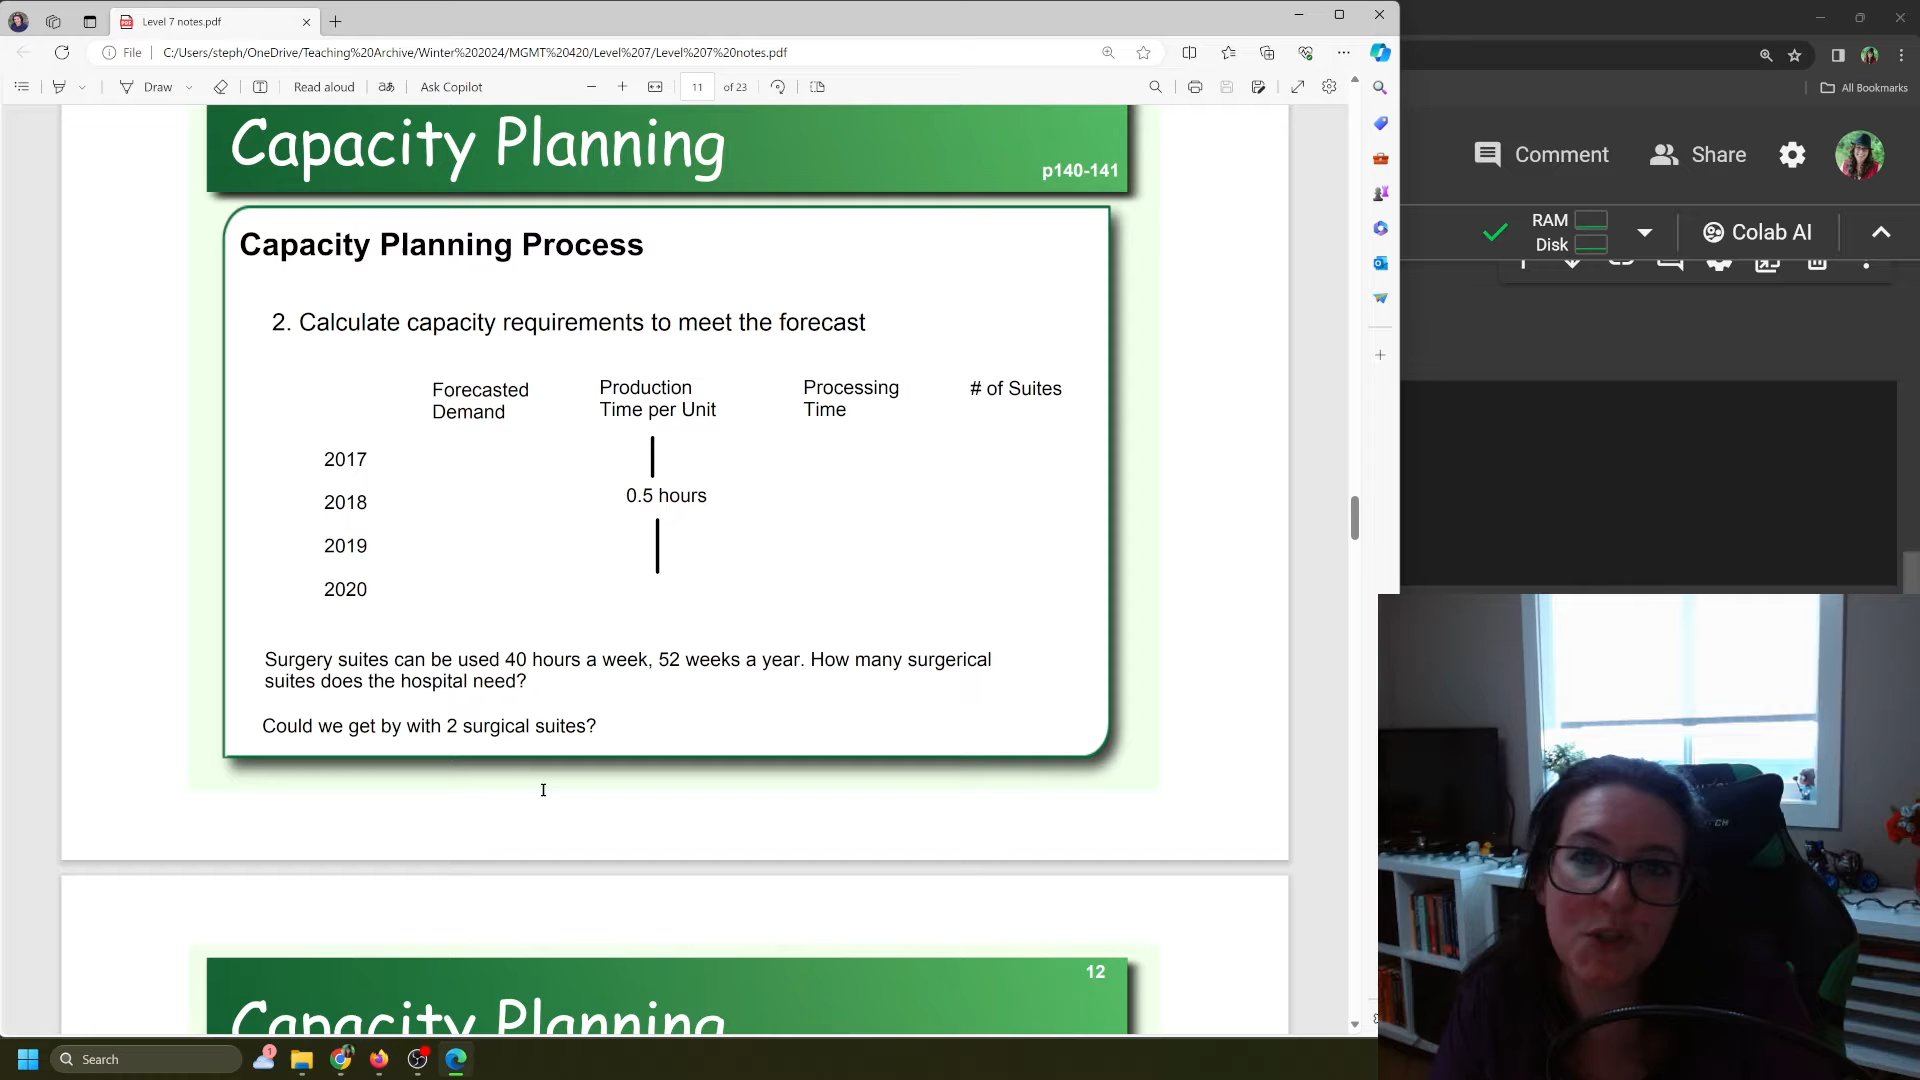 Level 7 notes.pdf
File
C:/Users/steph/OneDrive/Teaching%20Archive/Winter%202024/MGMT%20420/Level%207/Level%207%20notes.pdf
All Bookmarks
Draw
Read aloud
Ask Copilot
11
of 23
Capacity Planning
p140-141
Comment
Share
RAM
Disk
Colab AI
Capacity Planning Process
2. Calculate capacity requirements to meet the forecast
Forecasted
Demand
Production
Time per Unit
Processing
Time
# of Suites
2017
0.5 hours
2018
2019
2020
Surgery suites can be used 40 hours a week, 52 weeks a year. How many surgerical
suites does the hospital need?
Could we get by with 2 surgical suites?
12
Capacity Planning
1
Search